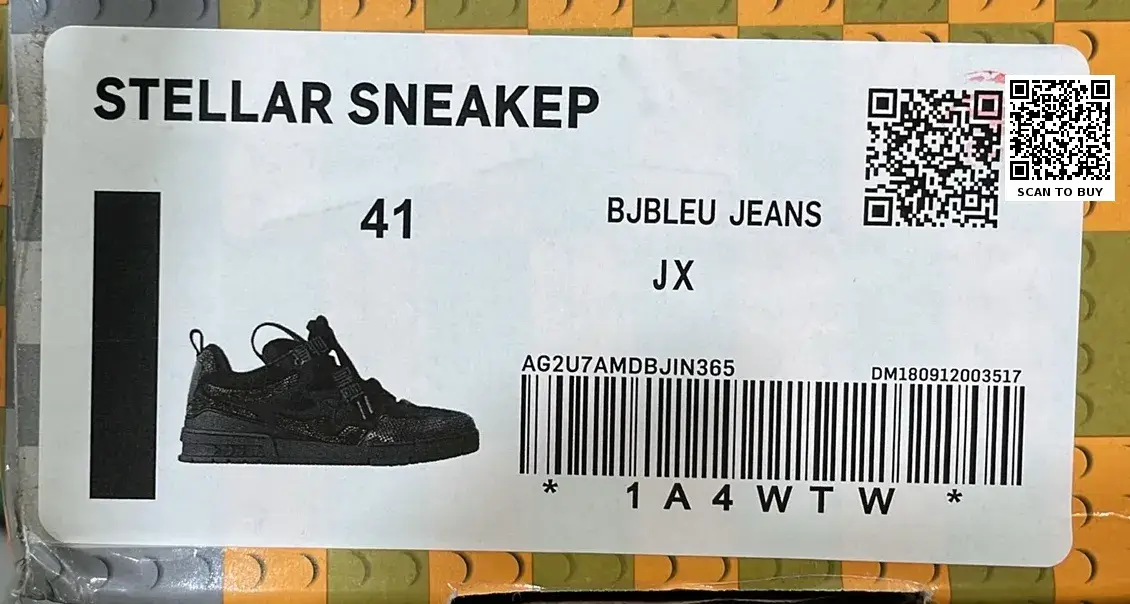 STELLAR SNEAKEP
SCAN TO BUY
41
BJBLEU JEANS
JX
AG2U7AMDBJIN365
DM180912003517
* 1A4WTW *